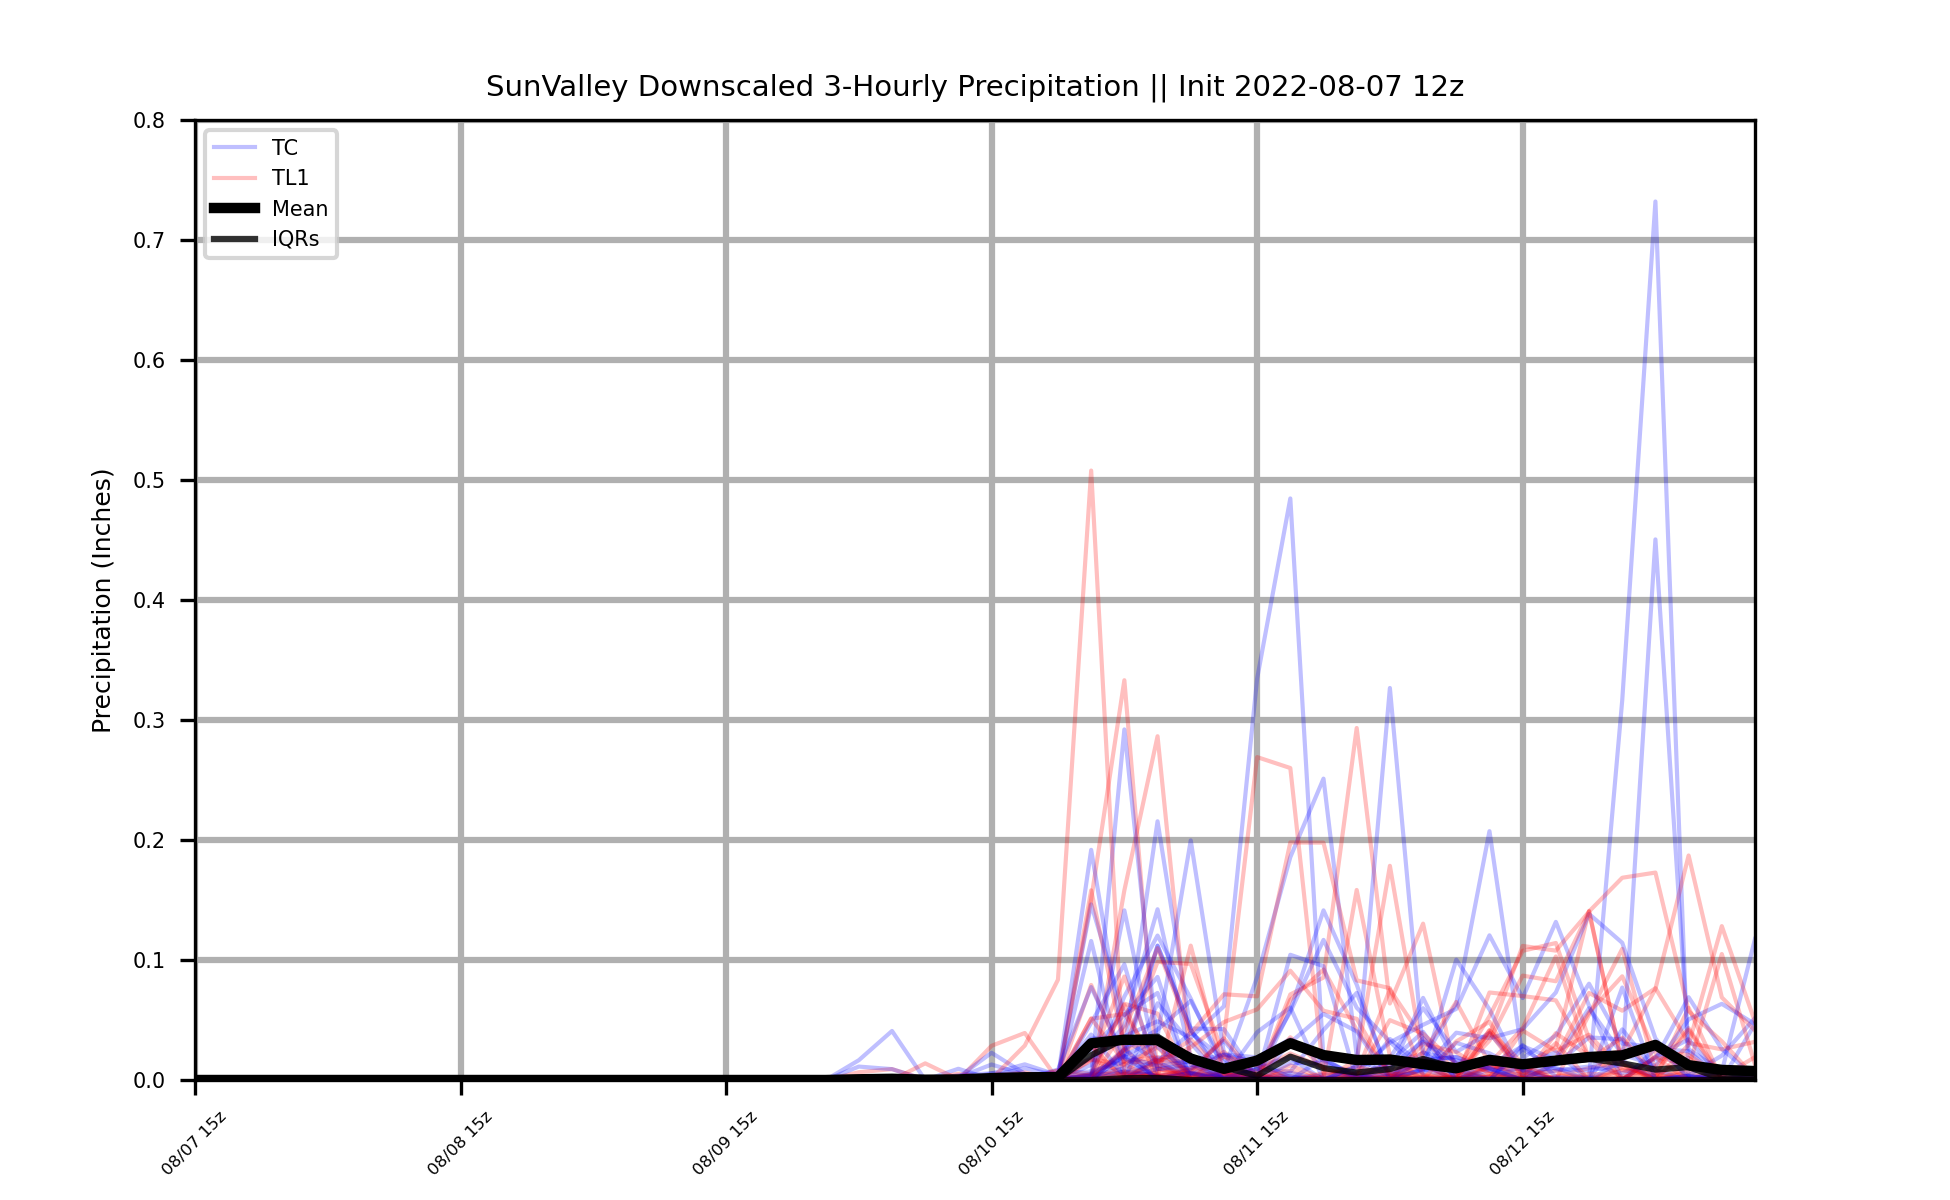 SunValley Downscaled 3-Hourly Precipitation || Init 2022-08-07 12z
TC
TL1
Mean
IQRs
Precipitation (Inches)
0.8
0.7
0.6
0.5
0.4
0.3
0.2
0.1
0.0
08/07 15z
08/08 15z
08/09 15z
08/10 15z
08/11 15z
08/12 15z